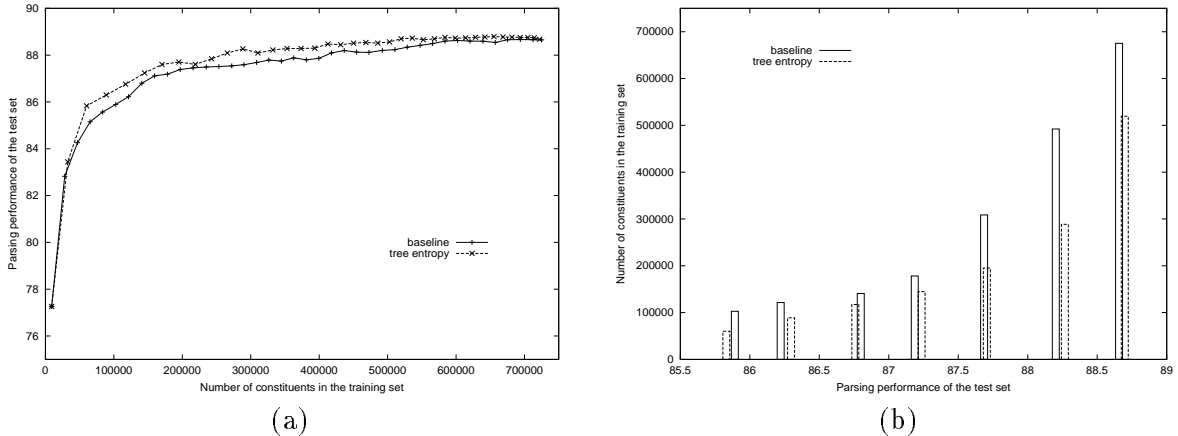 90
88
86
84
82
80
78
76
Parsing performance of the test set
baseline
tree entropy
0 100000 200000 300000 400000 500000 600000 700000
Number of constituents in the training set
(a)
700000
600000
500000
400000
300000
200000
100000
0
Number of constituents in the training set
baseline
tree entropy
85.5 86 86.5 87 87.5 88 88.5 89
Parsing performance of the test set
(b)